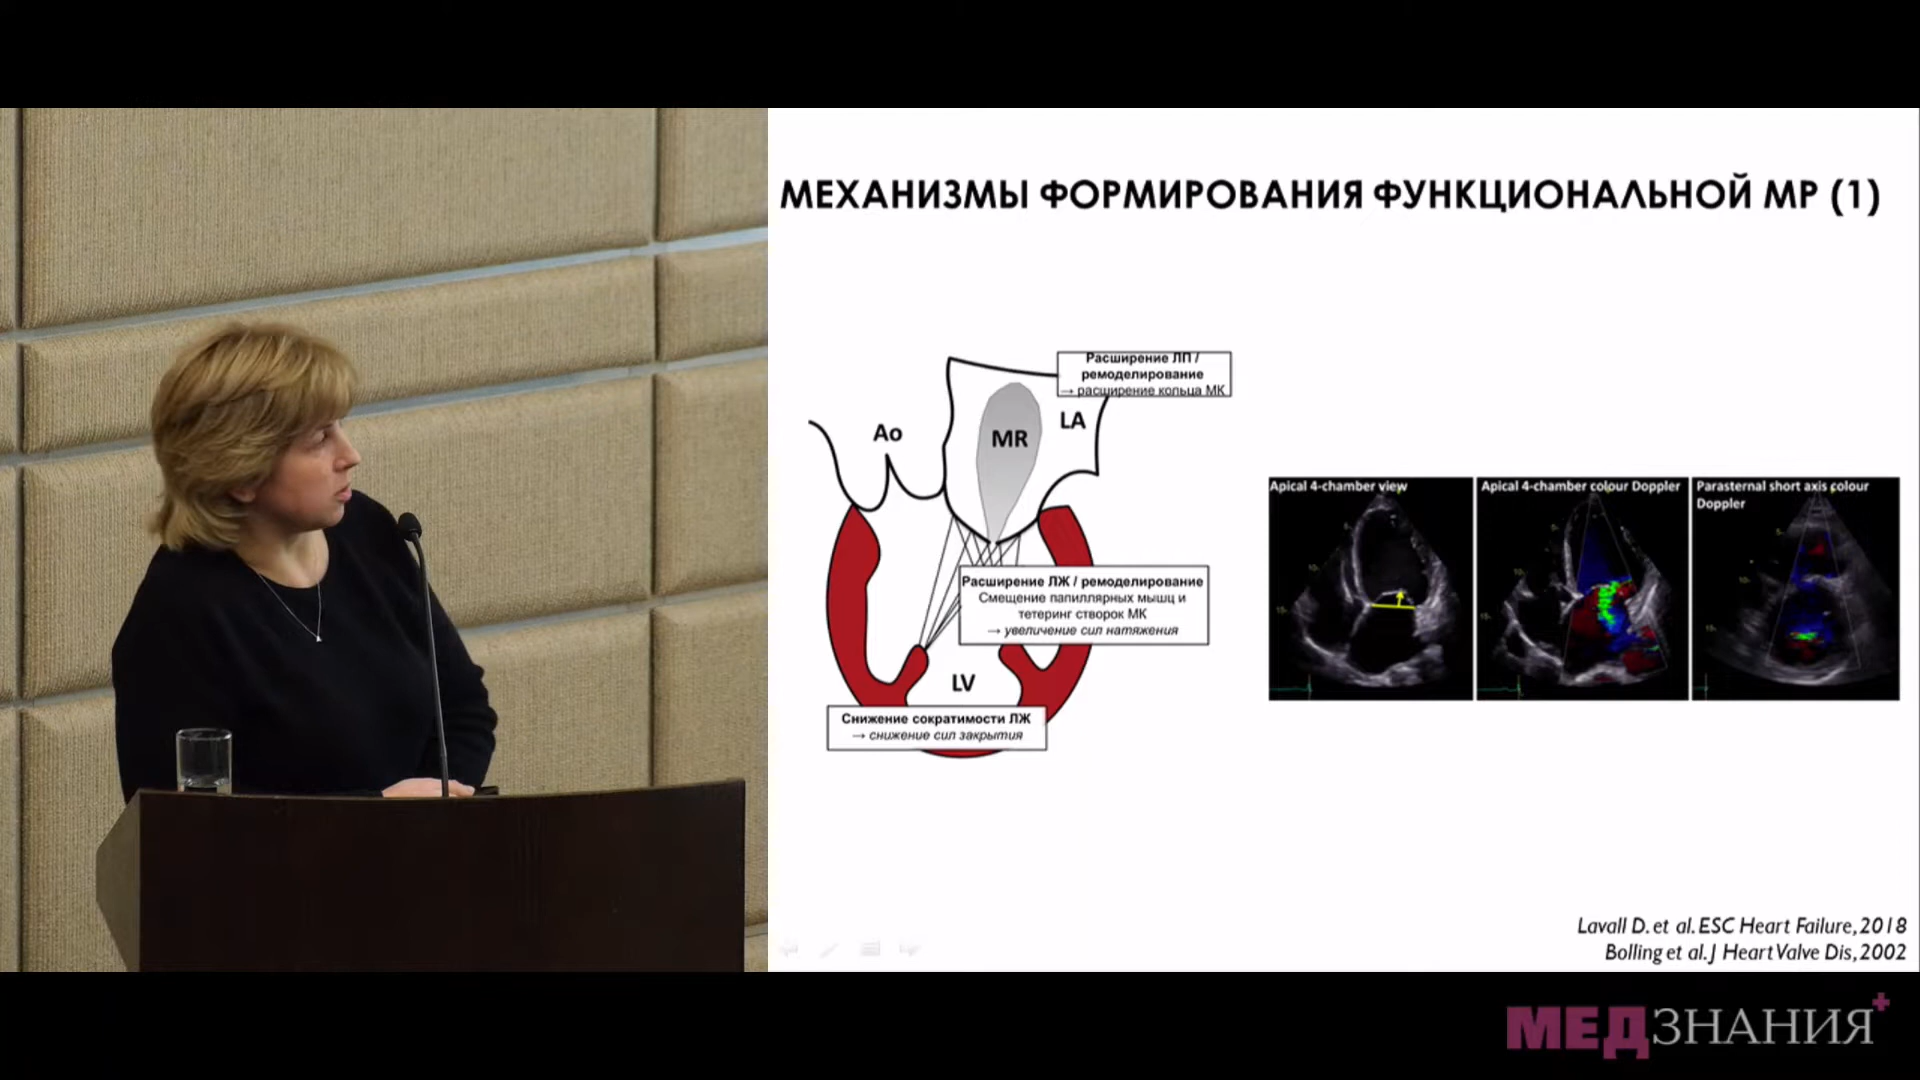 МЕХАНИЗМЫ ФОРМИРОВАНИЯ ФУНКЦИОНАЛЬНОЙ МР (1)
Расширение ЛП /
ремоделирование
→ расширение кольца МК
Ao
MR
LA
Расширение ЛЖ / ремоделирование
Смещение папиллярных мышц и
тетеринг створок МК
→ увеличение сил натяжения
LV
Снижение сократимости ЛЖ
→ снижение сил закрытия
Apical 4-chamber view
Apical 4-chamber colour Doppler
Parasternal short axis colour
Doppler
Lavall D. et al. ESC Heart Failure, 2018
Bolling et al. J Heart Valve Dis, 2002
МЕДЗНАНИЯ+